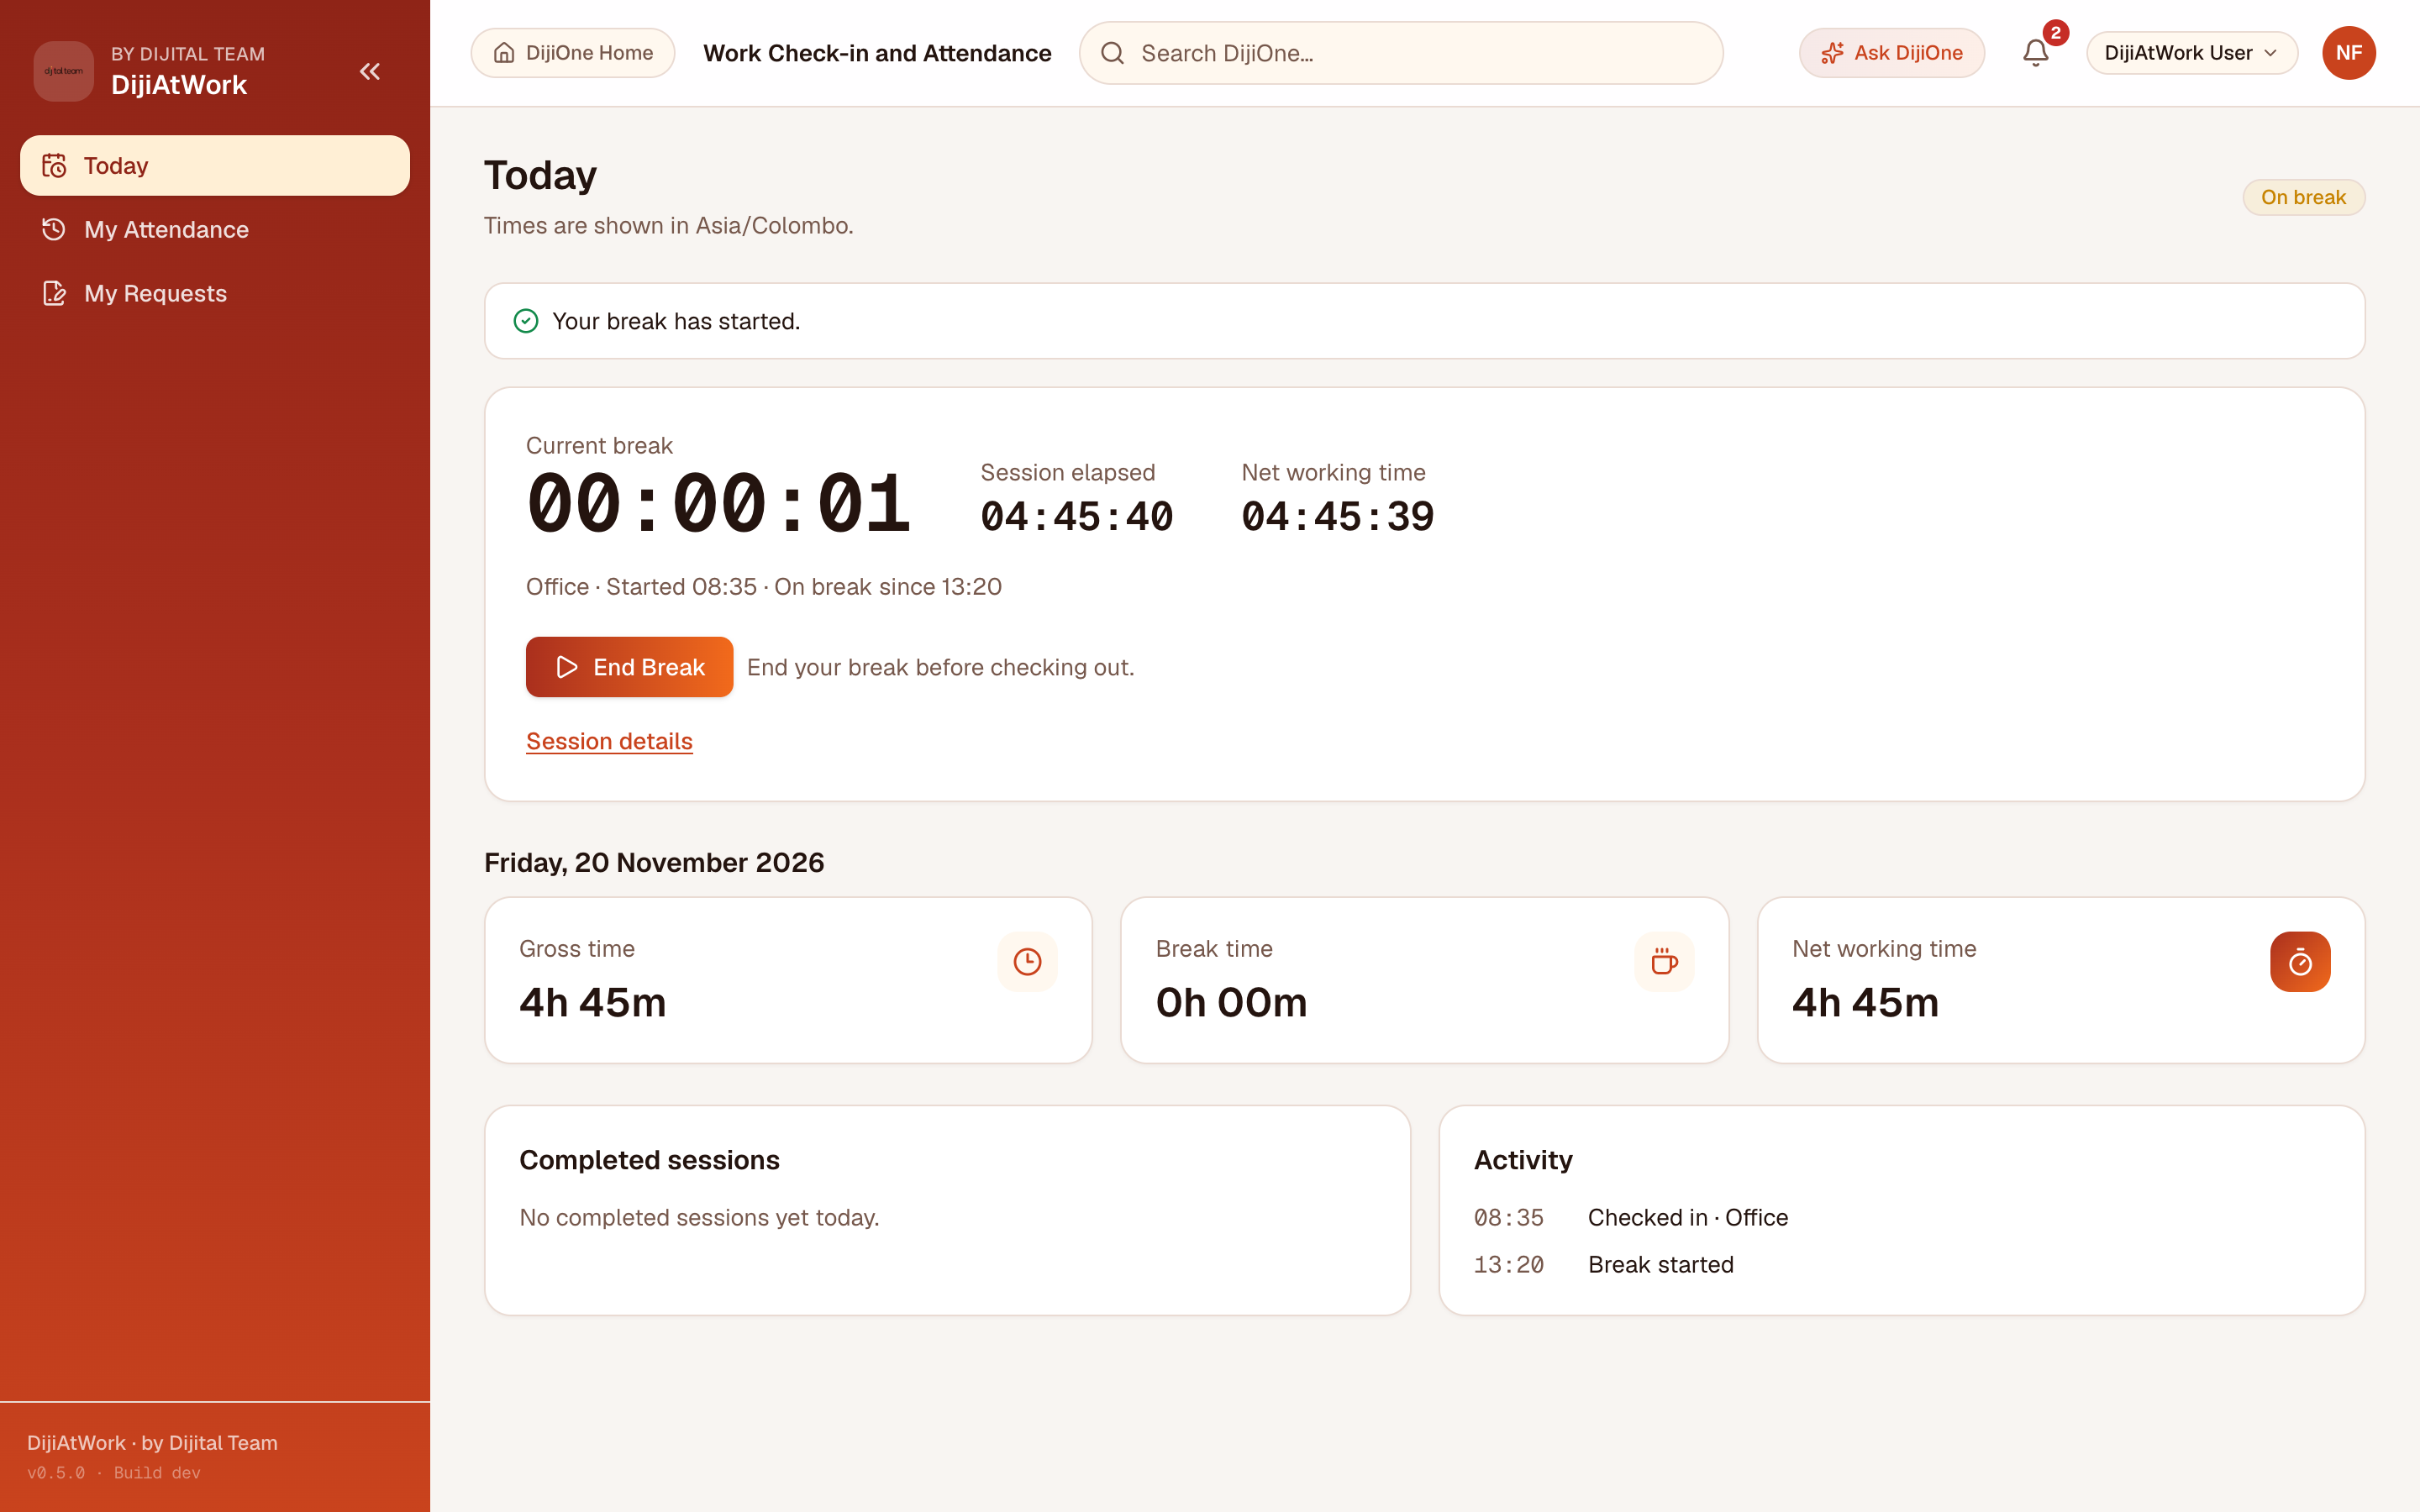 dijital team
BY DIJITAL TEAM
DijiAtWork
Today
My Attendance
My Requests
DijiAtWork · by Dijital Team
v0.5.0 · Build dev
DijiOne Home
Work Check-in and Attendance
Search DijiOne...
Ask DijiOne
2
DijiAtWork User
NF
Today
Times are shown in Asia/Colombo.
On break
Your break has started.
Current break
00:00:01
Session elapsed
04:45:40
Net working time
04:45:39
Office · Started 08:35 · On break since 13:20
End Break
End your break before checking out.
Session details
Friday, 20 November 2026
Gross time
4h 45m
Break time
0h 00m
Net working time
4h 45m
Completed sessions
No completed sessions yet today.
Activity
08:35 Checked in · Office
13:20 Break started